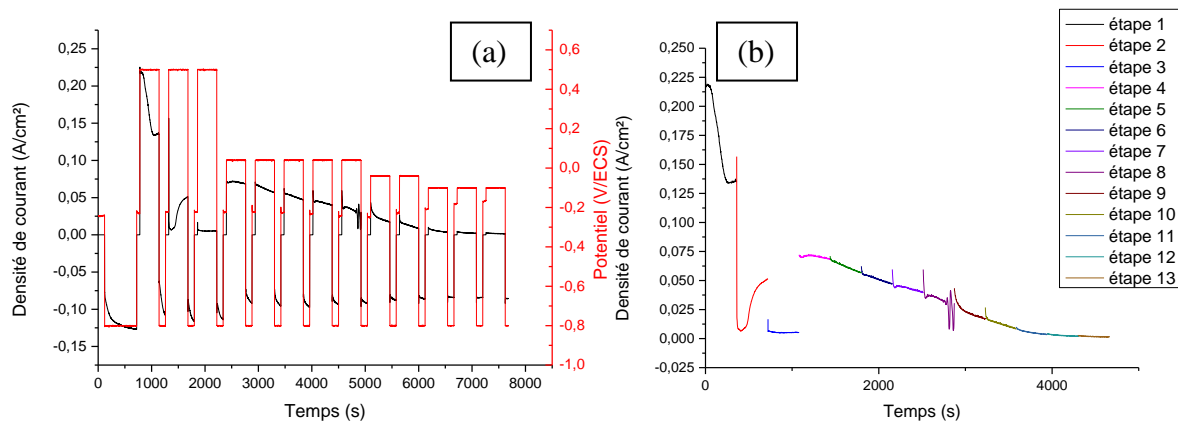 (a)
0,25
0,20
0,15
0,10
0,05
0,00
-0,05
-0,10
-0,15
Densité de courant (A/cm²)
0 1000 2000 3000 4000 5000 6000 7000 8000
Temps (s)
0,6
0,4
0,2
0,0
-0,2
-0,4
-0,6
-0,8
-1,0
Potentiel (V/ECS)
(b)
0,250
0,225
0,200
0,175
0,150
0,125
0,100
0,075
0,050
0,025
0,000
-0,025
Densité de courant (A/cm²)
0 2000 4000
Temps (s)
étape 1
étape 2
étape 3
étape 4
étape 5
étape 6
étape 7
étape 8
étape 9
étape 10
étape 11
étape 12
étape 13